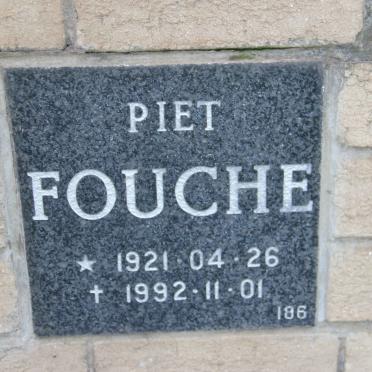 PIET
FOUCHE
★ 1921·04·26
✝ 1992·11·01
186